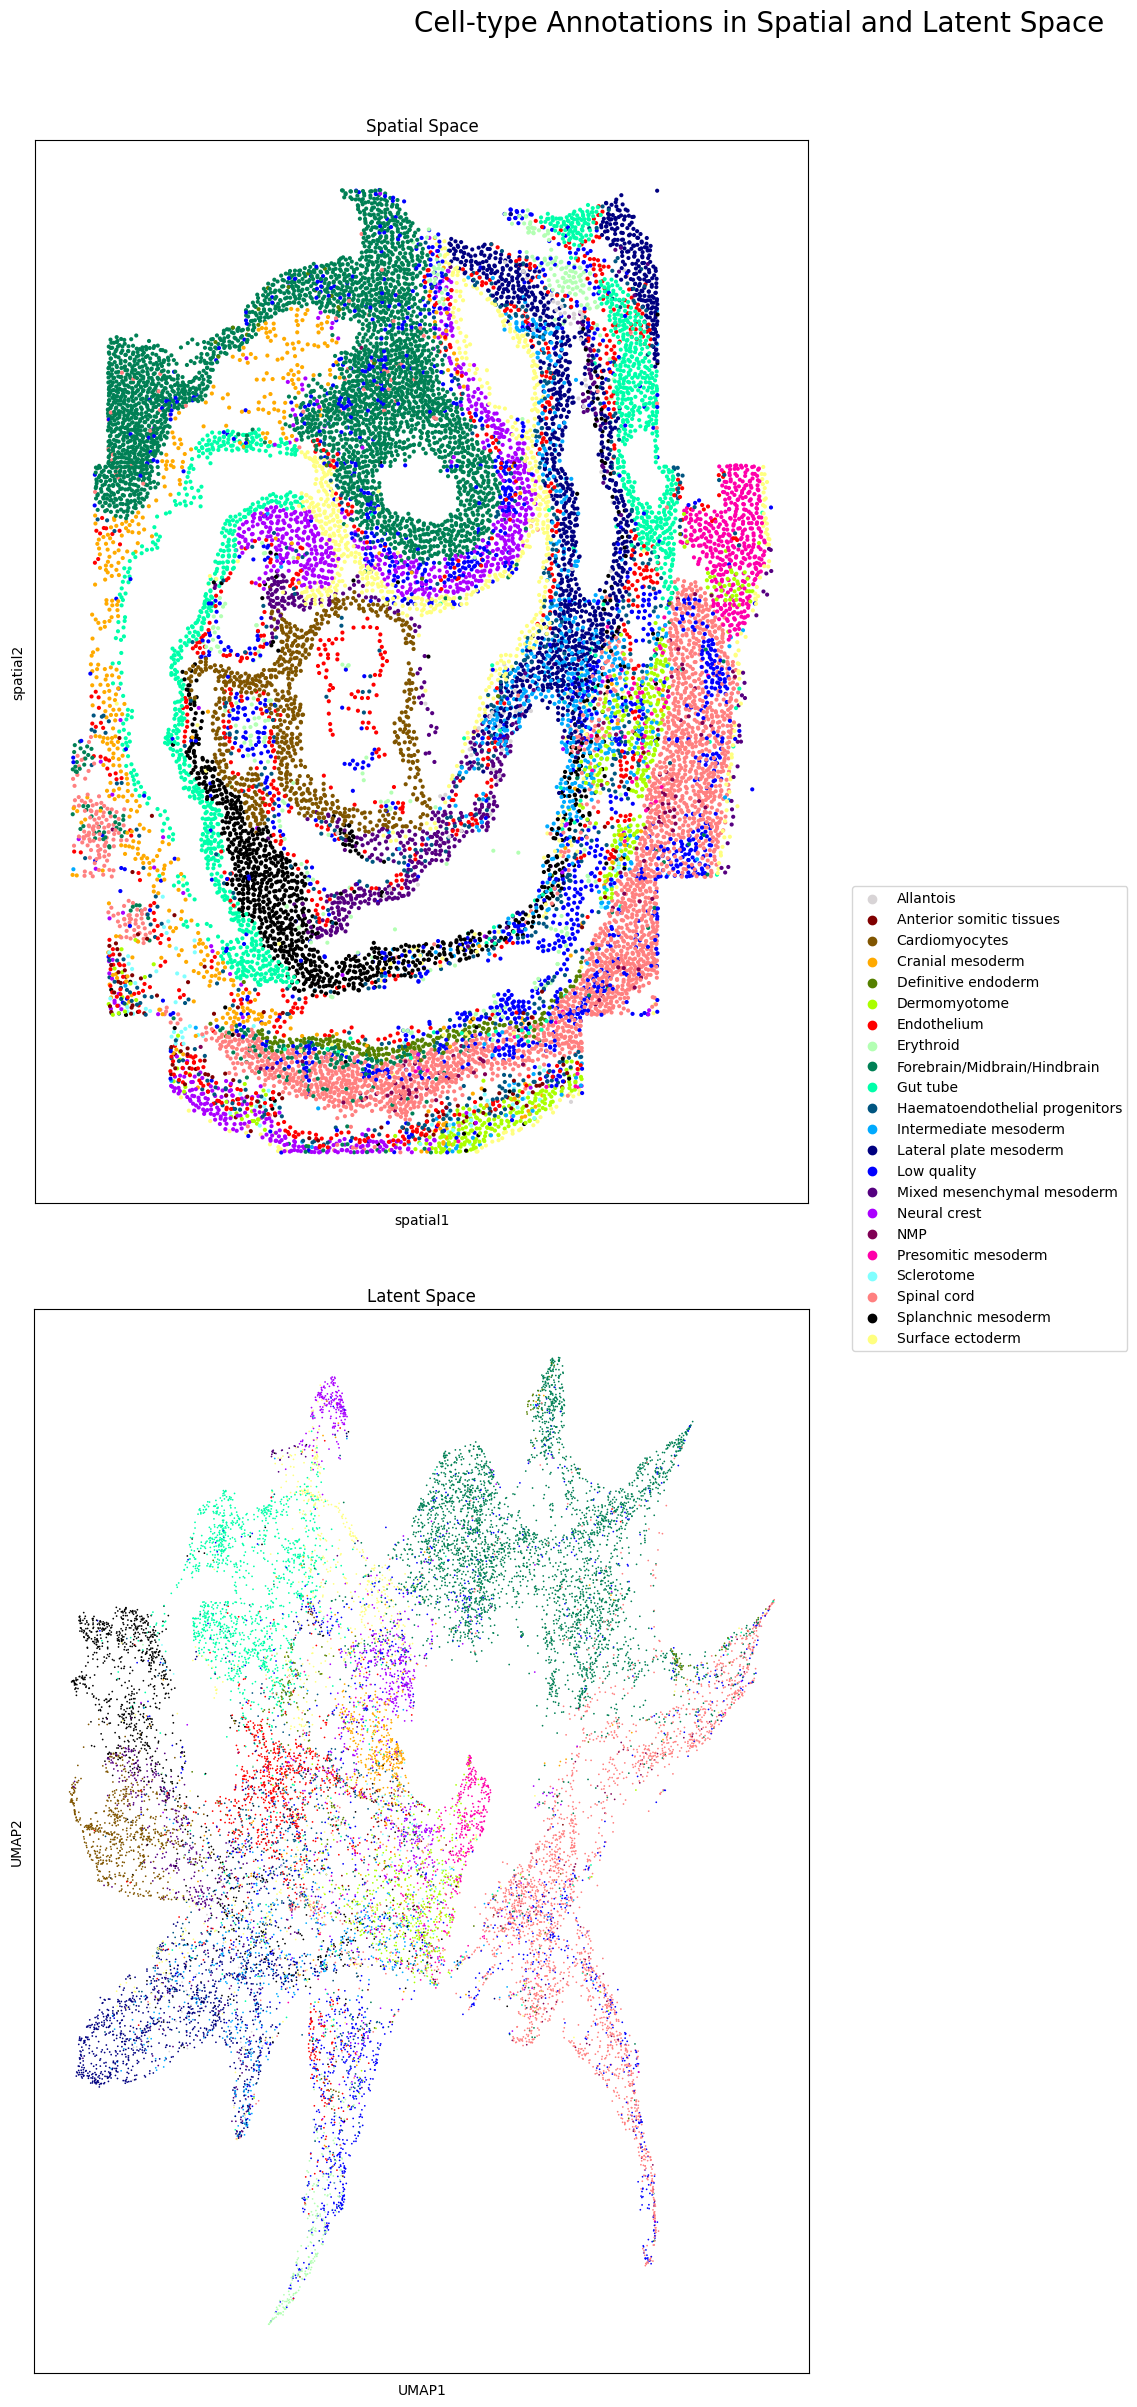 Cell-type Annotations in Spatial and Latent Space
Spatial Space
spatial2
spatial1
Allantois
Anterior somitic tissues
Cardiomyocytes
Cranial mesoderm
Definitive endoderm
Dermomyotome
Endothelium
Erythroid
Forebrain/Midbrain/Hindbrain
Gut tube
Haematoendothelial progenitors
Intermediate mesoderm
Lateral plate mesoderm
Low quality
Mixed mesenchymal mesoderm
Neural crest
NMP
Presomitic mesoderm
Sclerotome
Spinal cord
Splanchnic mesoderm
Surface ectoderm
Latent Space
UMAP2
UMAP1